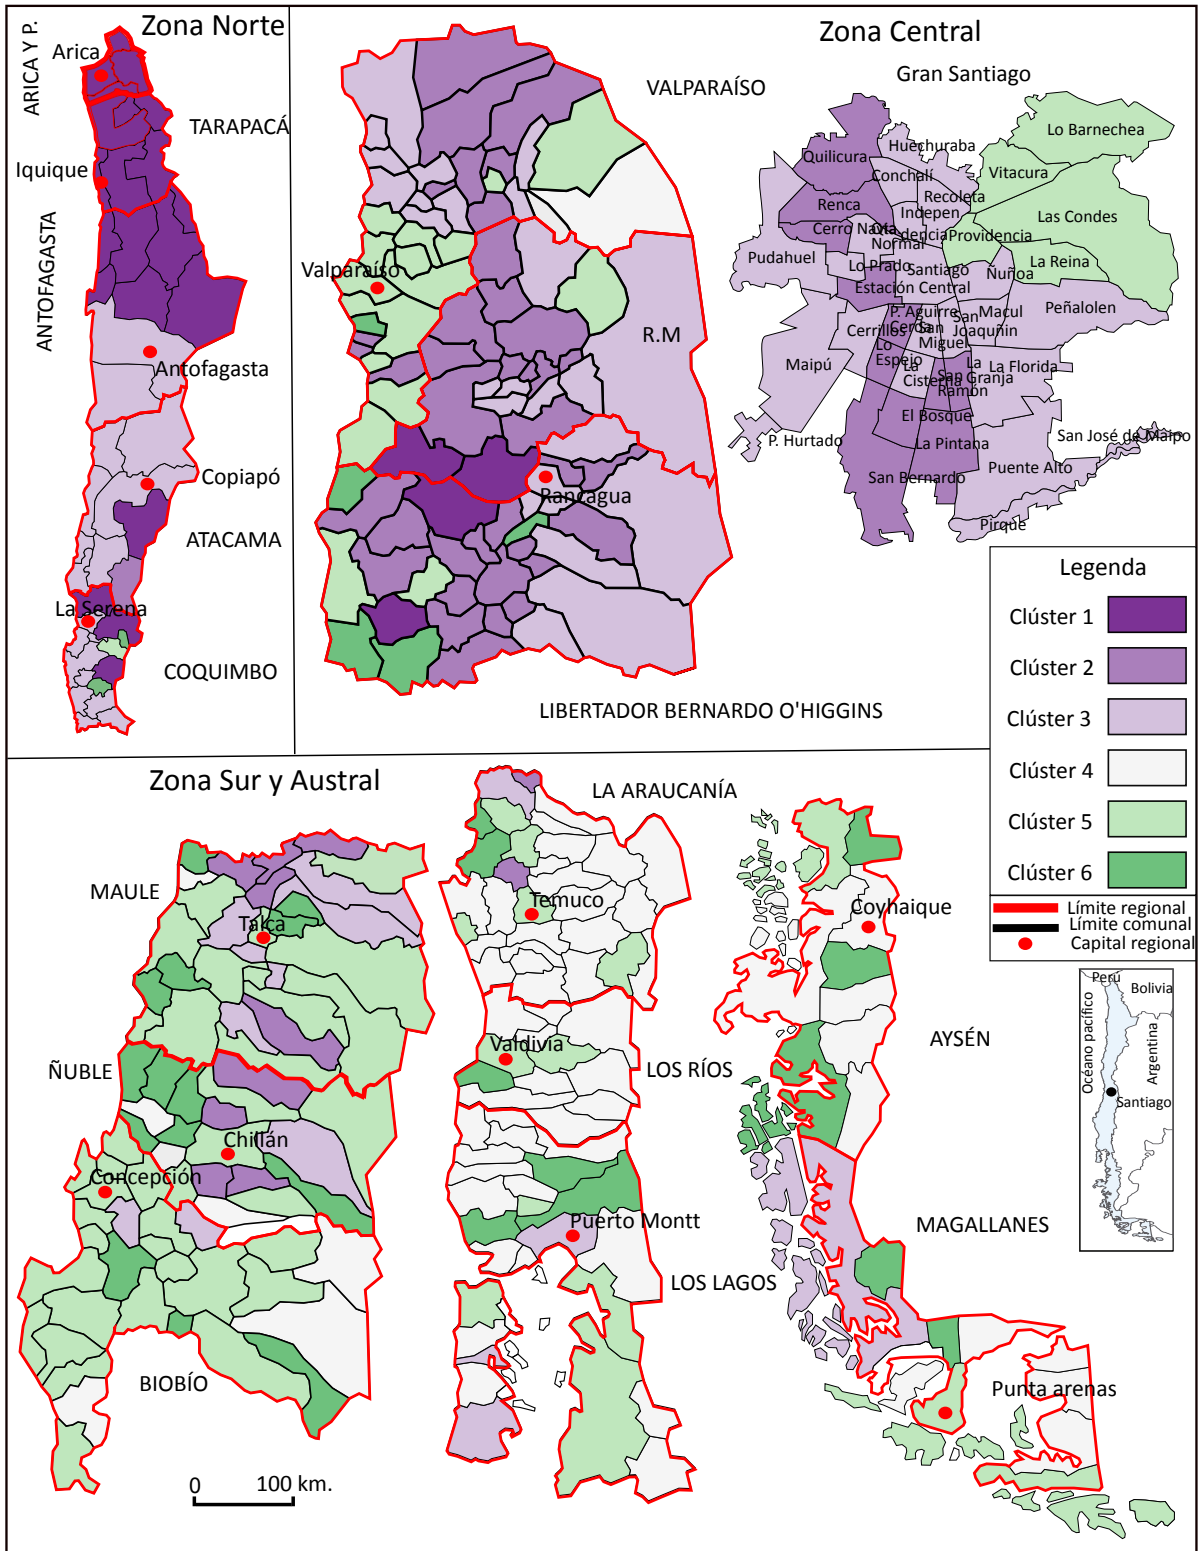 Zona Norte
ARICA Y P.
Arica
TARAPACÁ
Iquique
ANTOFAGASTA
Antofagasta
Copiapó
ATACAMA
La Serena
COQUIMBO
Zona Central
VALPARAÍSO
Valparaíso
R.M
Rancagua
LIBERTADOR BERNARDO O'HIGGINS
Gran Santiago
Lo Barnechea
Huechuraba
Quilicura
Conchalí
Vitacura
Recoleta
Renca
Indepen
dencia
Las Condes
Cerro Navia
Qta
Normal
Providencia
Pudahuel
Lo Prado
Santiago
Ñuñoa
La Reina
Estación Central
Peñalolen
P. Aguirre
Cerda
San
Miguel
San
Joaquñin
Macul
Cerrillos
Lo
Espejo
Maipú
La
Cisterna
San
Ramón
La
Granja
La Florida
El Bosque
P. Hurtado
La Pintana
San José de Maipo
Puente Alto
San Bernardo
Pirque
Legenda
Clúster 1
Clúster 2
Clúster 3
Clúster 4
Clúster 5
Clúster 6
Límite regional
Límite comunal
Capital regional
Perú
Bolivia
Océano pacífico
Argentina
Santiago
Zona Sur y Austral
MAULE
Talca
ÑUBLE
Chillán
Concepción
BIOBÍO
0 100 km.
LA ARAUCANÍA
Temuco
Valdivia
LOS RÍOS
Puerto Montt
LOS LAGOS
Coyhaique
AYSÉN
MAGALLANES
Punta arenas